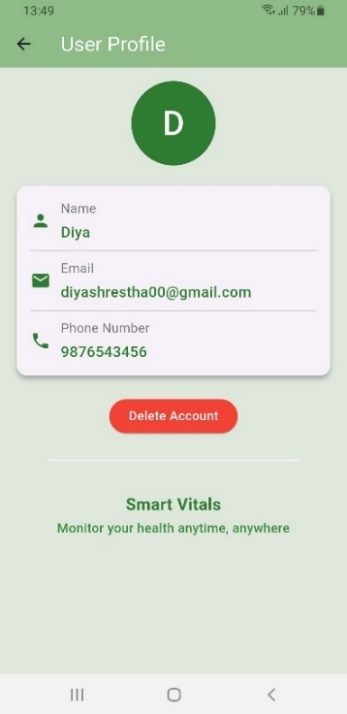 13:49
79%
User Profile
D
Name
Diya
Email
diyashrestha00@gmail.com
Phone Number
9876543456
Delete Account
Smart Vitals
Monitor your health anytime, anywhere